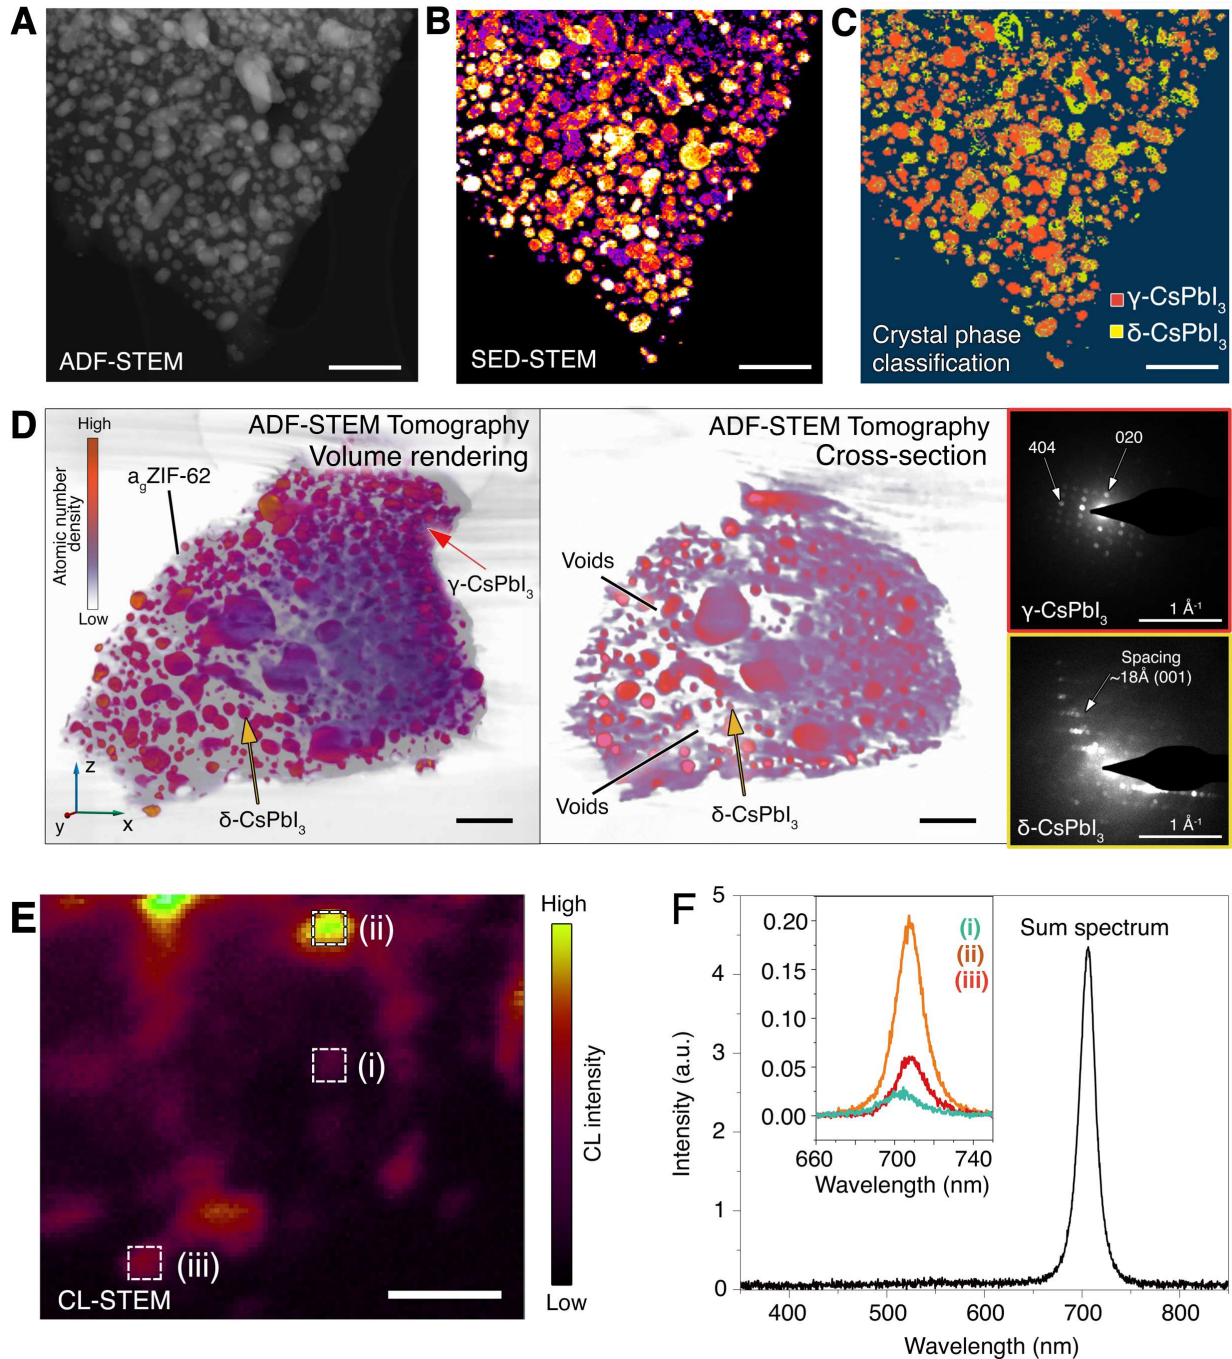 A
ADF-STEM
B
SED-STEM
C
γ-CsPbI₃
δ-CsPbI₃
Crystal phase
classification
D
High
Atomic number
density
Low
a_gZIF-62
ADF-STEM Tomography
Volume rendering
γ-CsPbI₃
δ-CsPbI₃
z
y
x
ADF-STEM Tomography
Cross-section
Voids
Voids
δ-CsPbI₃
404
020
γ-CsPbI₃
1 Å⁻¹
Spacing
~18Å (001)
δ-CsPbI₃
1 Å⁻¹
E
(ii)
(i)
(iii)
CL-STEM
High
CL intensity
Low
F
5
4
3
2
1
0
Intensity (a.u.)
400
500
600
700
800
Wavelength (nm)
Sum spectrum
0.20
0.15
0.10
0.05
0.00
660
700
740
Wavelength (nm)
(i)
(ii)
(iii)